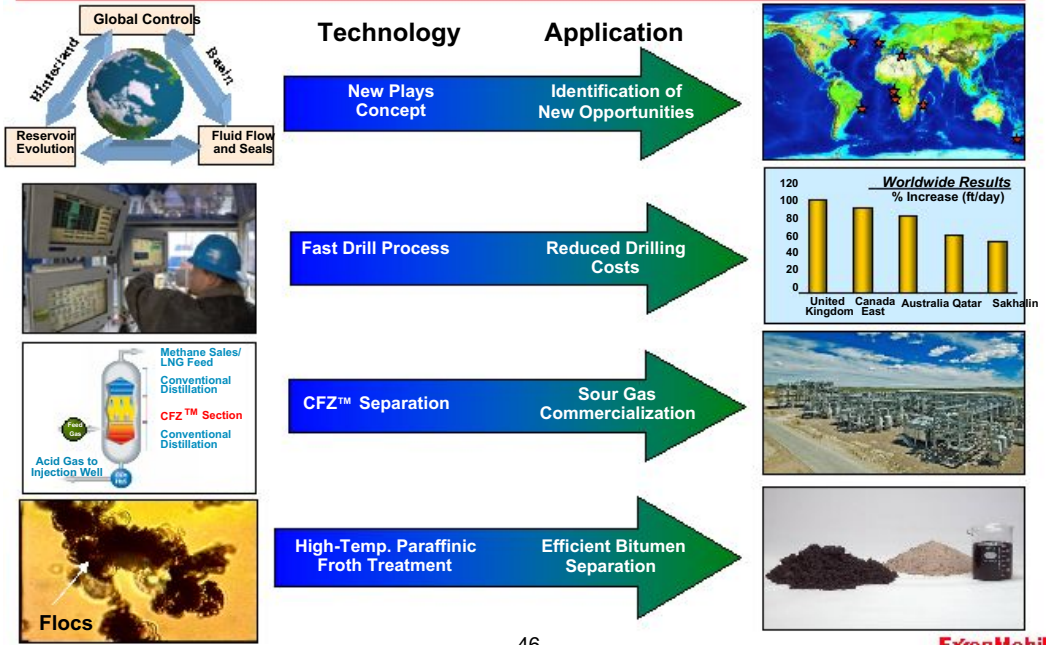 Global Controls
Hinterland
Basin
Reservoir
Evolution
Fluid Flow
and Seals
Technology
Application
New Plays
Concept
Identification of
New Opportunities
Fast Drill Process
Reduced Drilling
Costs
Worldwide Results
% Increase (ft/day)
120
100
80
60
40
20
0
United
Kingdom
Canada
East
Australia
Qatar
Sakhalin
Methane Sales/
LNG Feed
Conventional
Distillation
CFZ™ Section
Conventional
Distillation
Feed
Gas
Acid Gas to
Injection Well
CFZ™ Separation
Sour Gas
Commercialization
Flocs
High-Temp. Paraffinic
Froth Treatment
Efficient Bitumen
Separation
46
ExxonMobil